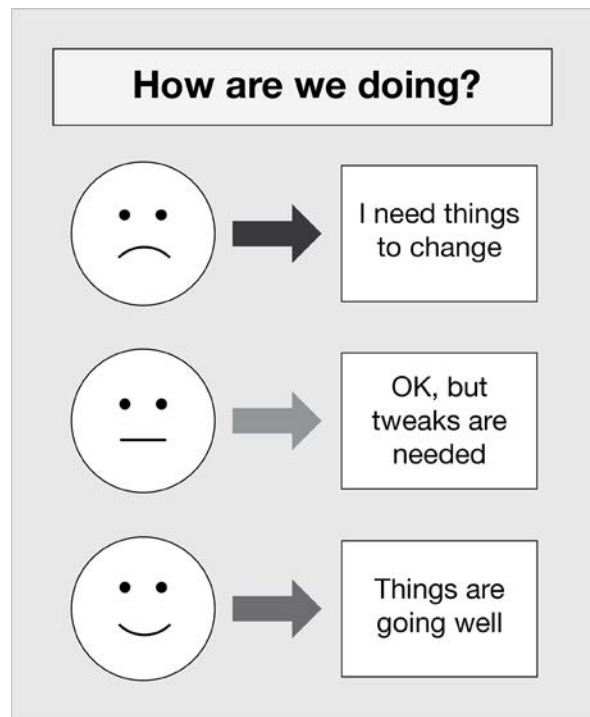 How are we doing?
I need things
to change
OK, but
tweaks are
needed
Things are
going well